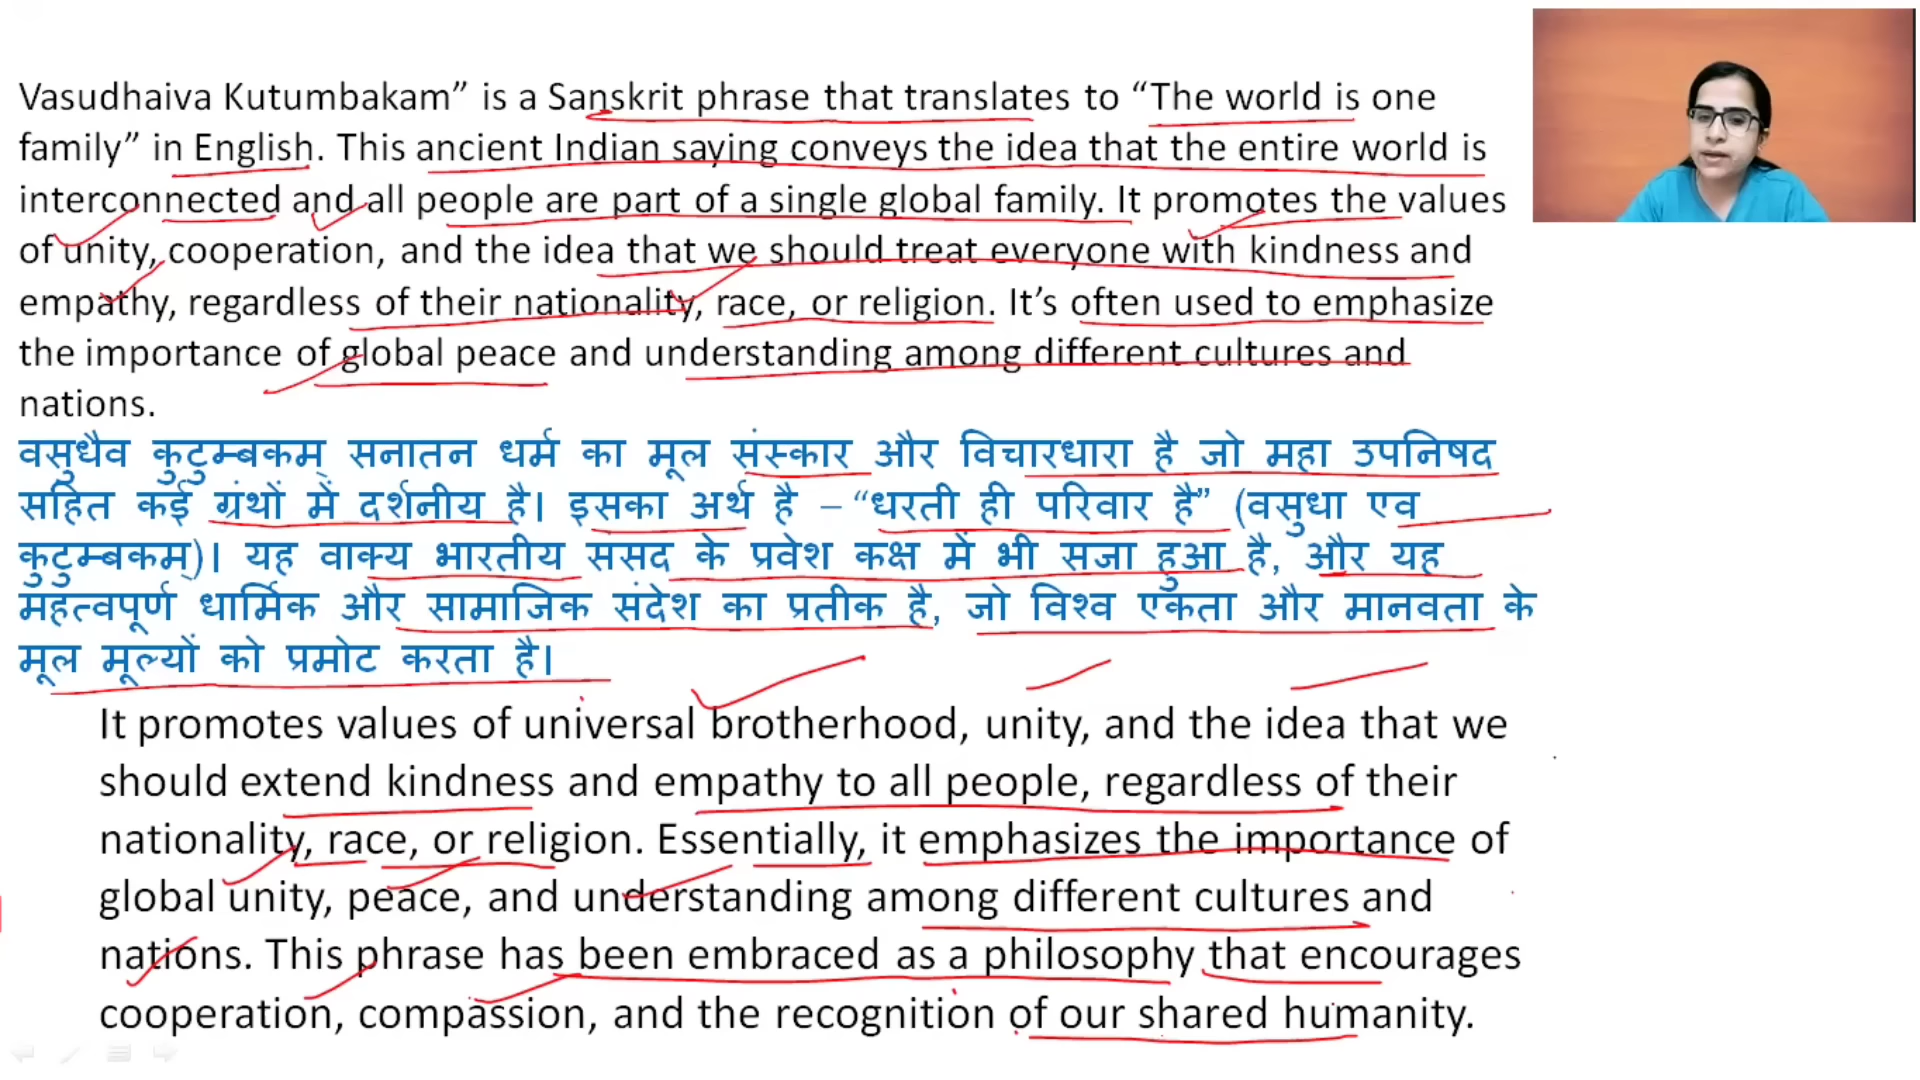 Vasudhaiva Kutumbakam” is a Sanskrit phrase that translates to “The world is one
family” in English. This ancient Indian saying conveys the idea that the entire world is
interconnected and all people are part of a single global family. It promotes the values
of unity, cooperation, and the idea that we should treat everyone with kindness and
empathy, regardless of their nationality, race, or religion. It’s often used to emphasize
the importance of global peace and understanding among different cultures and
nations.
वसुधैव कुटुम्बकम् सनातन धर्म का मूल संस्कार और विचारधारा है जो महा उपनिषद
सहित कई ग्रंथों में दर्शनीय है। इसका अर्थ है – “धरती ही परिवार है” (वसुधा एव
कुटुम्बकम्)। यह वाक्य भारतीय संसद के प्रवेश कक्ष में भी सजा हुआ है, और यह
महत्वपूर्ण धार्मिक और सामाजिक संदेश का प्रतीक है, जो विश्व एकता और मानवता के
मूल मूल्यों को प्रमोट करता है।
It promotes values of universal brotherhood, unity, and the idea that we
should extend kindness and empathy to all people, regardless of their
nationality, race, or religion. Essentially, it emphasizes the importance of
global unity, peace, and understanding among different cultures and
nations. This phrase has been embraced as a philosophy that encourages
cooperation, compassion, and the recognition of our shared humanity.